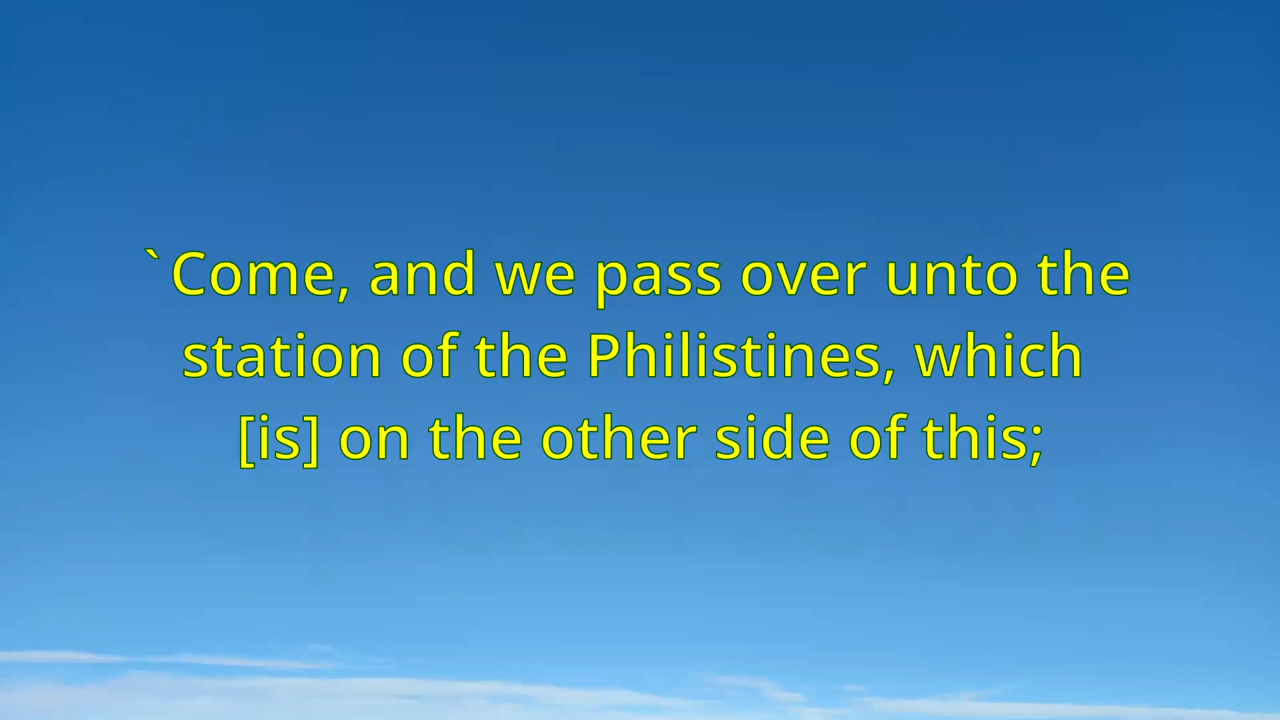 `Come, and we pass over unto the
station of the Philistines, which
[is] on the other side of this;